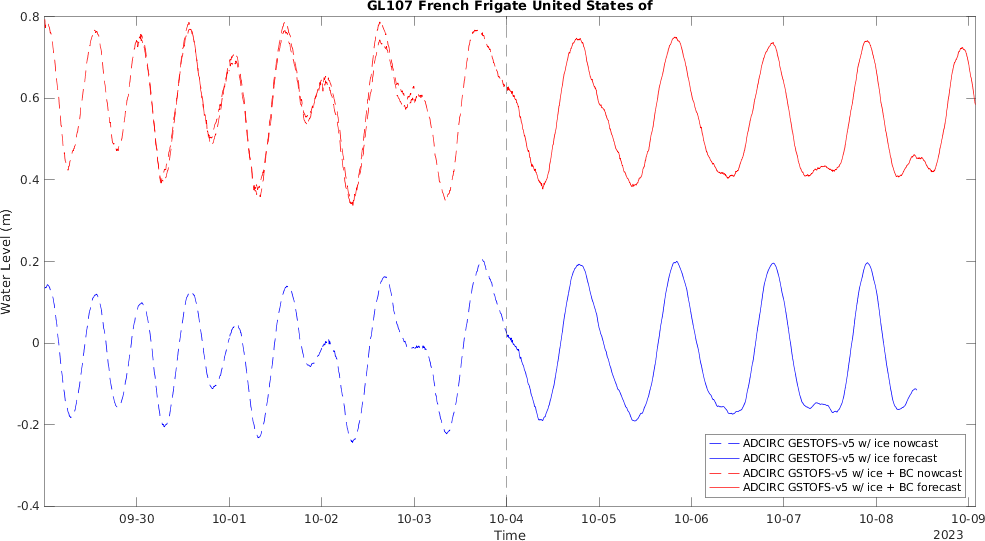 GL107 French Frigate United States of
0.8
0.6
0.4
0.2
0
-0.2
-0.4
Water Level (m)
ADCIRC GESTOFS-v5 w/ ice nowcast
ADCIRC GESTOFS-v5 w/ ice forecast
ADCIRC GSTOFS-v5 w/ ice + BC nowcast
ADCIRC GSTOFS-v5 w/ ice + BC forecast
09-30 10-01 10-02 10-03 10-04 10-05 10-06 10-07 10-08 10-09
Time 2023